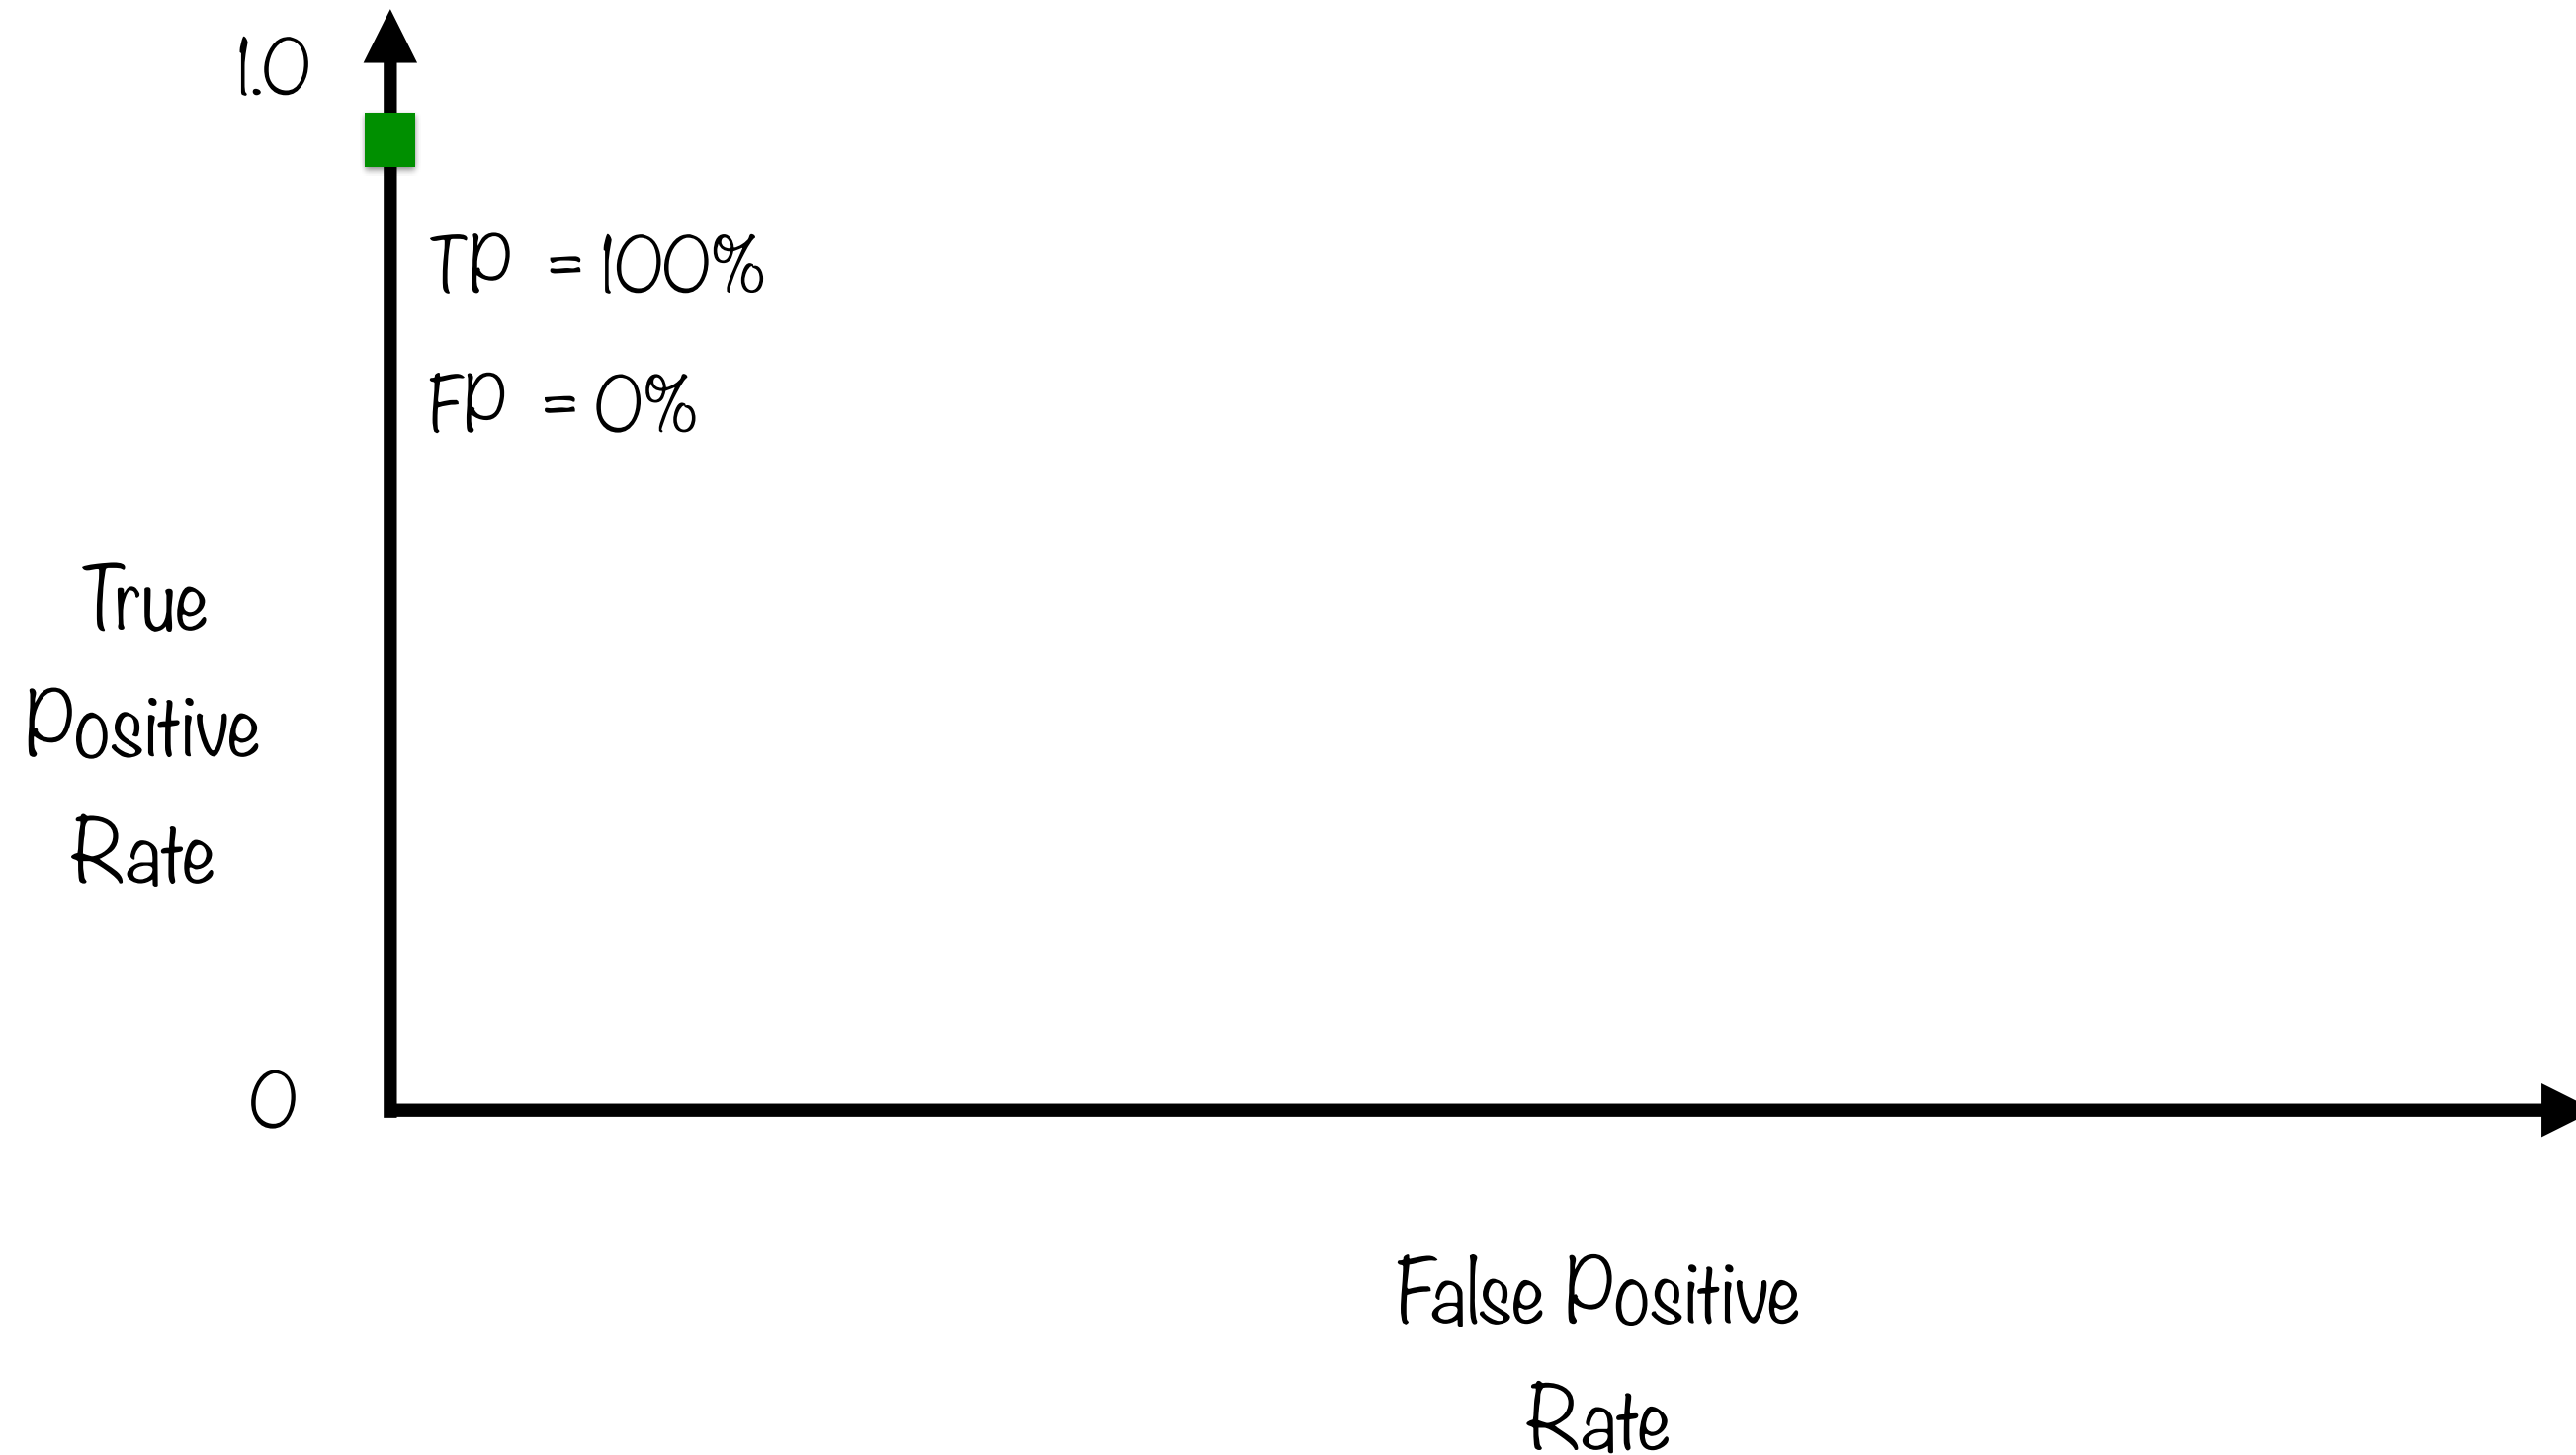 1.0
TP = 100%
FP = 0%
True
Positive
Rate
0
False Positive
Rate